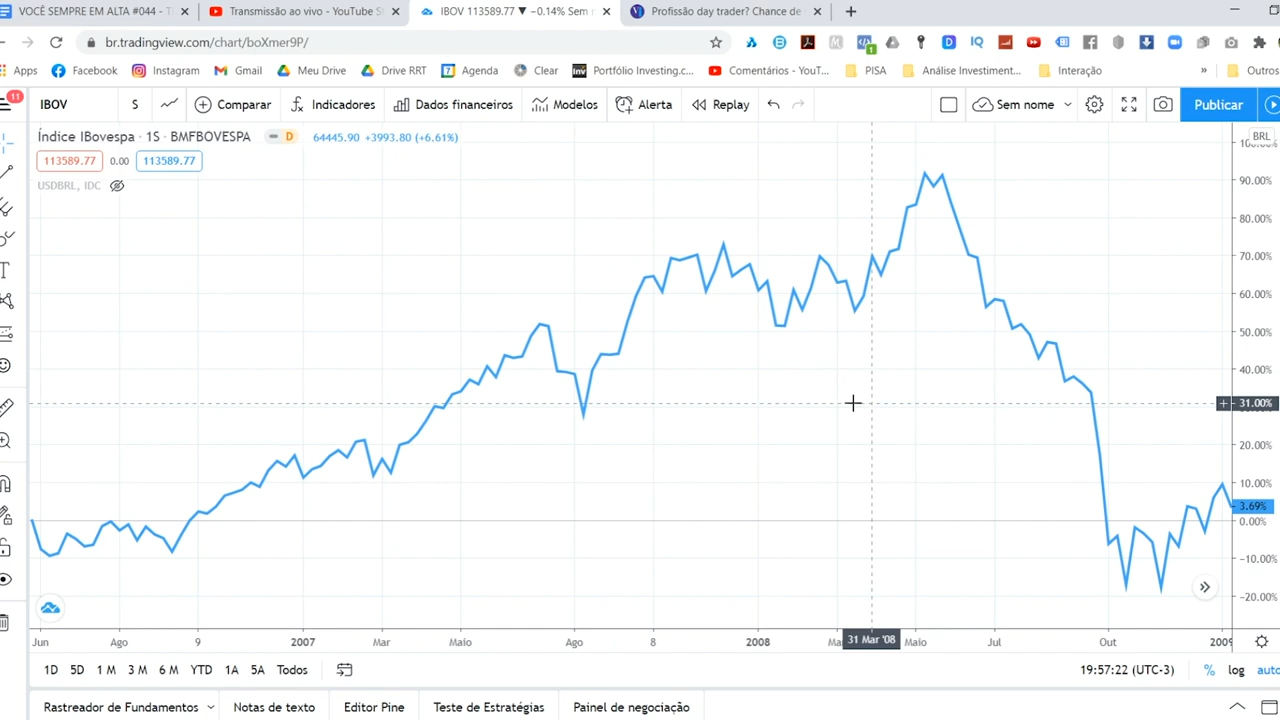 VOCÊ SEMPRE EM ALTA #044 - T
Transmissão ao vivo - YouTube S
IBOV 113589.77 ▼ −0.14% Sem n
Profissão day trader? Chance de
br.tradingview.com/chart/boXmer9P/
Apps Facebook Instagram Gmail Meu Drive Drive RRT Agenda Clear Portfólio Investing.c... Comentários - YouT... PISA Análise Investiment... Interação » Outros
11 IBOV S Comparar Indicadores Dados financeiros Modelos Alerta Replay Sem nome Publicar
Índice IBovespa · 1S · BMFBOVESPA D 64445.90 +3993.80 (+6.61%)
BRL
113589.77 0.00 113589.77
USDBRL, IDC
90.00%
80.00%
70.00%
60.00%
50.00%
40.00%
31.00%
20.00%
10.00%
3.69%
0.00%
−10.00%
−20.00%
Jun Ago 9 2007 Mar Maio Ago 8 2008 31 Mar '08 Maio Jul Out 2009
1D 5D 1 M 3 M 6 M YTD 1A 5A Todos 19:57:22 (UTC-3) % log auto
Rastreador de Fundamentos Notas de texto Editor Pine Teste de Estratégias Painel de negociação